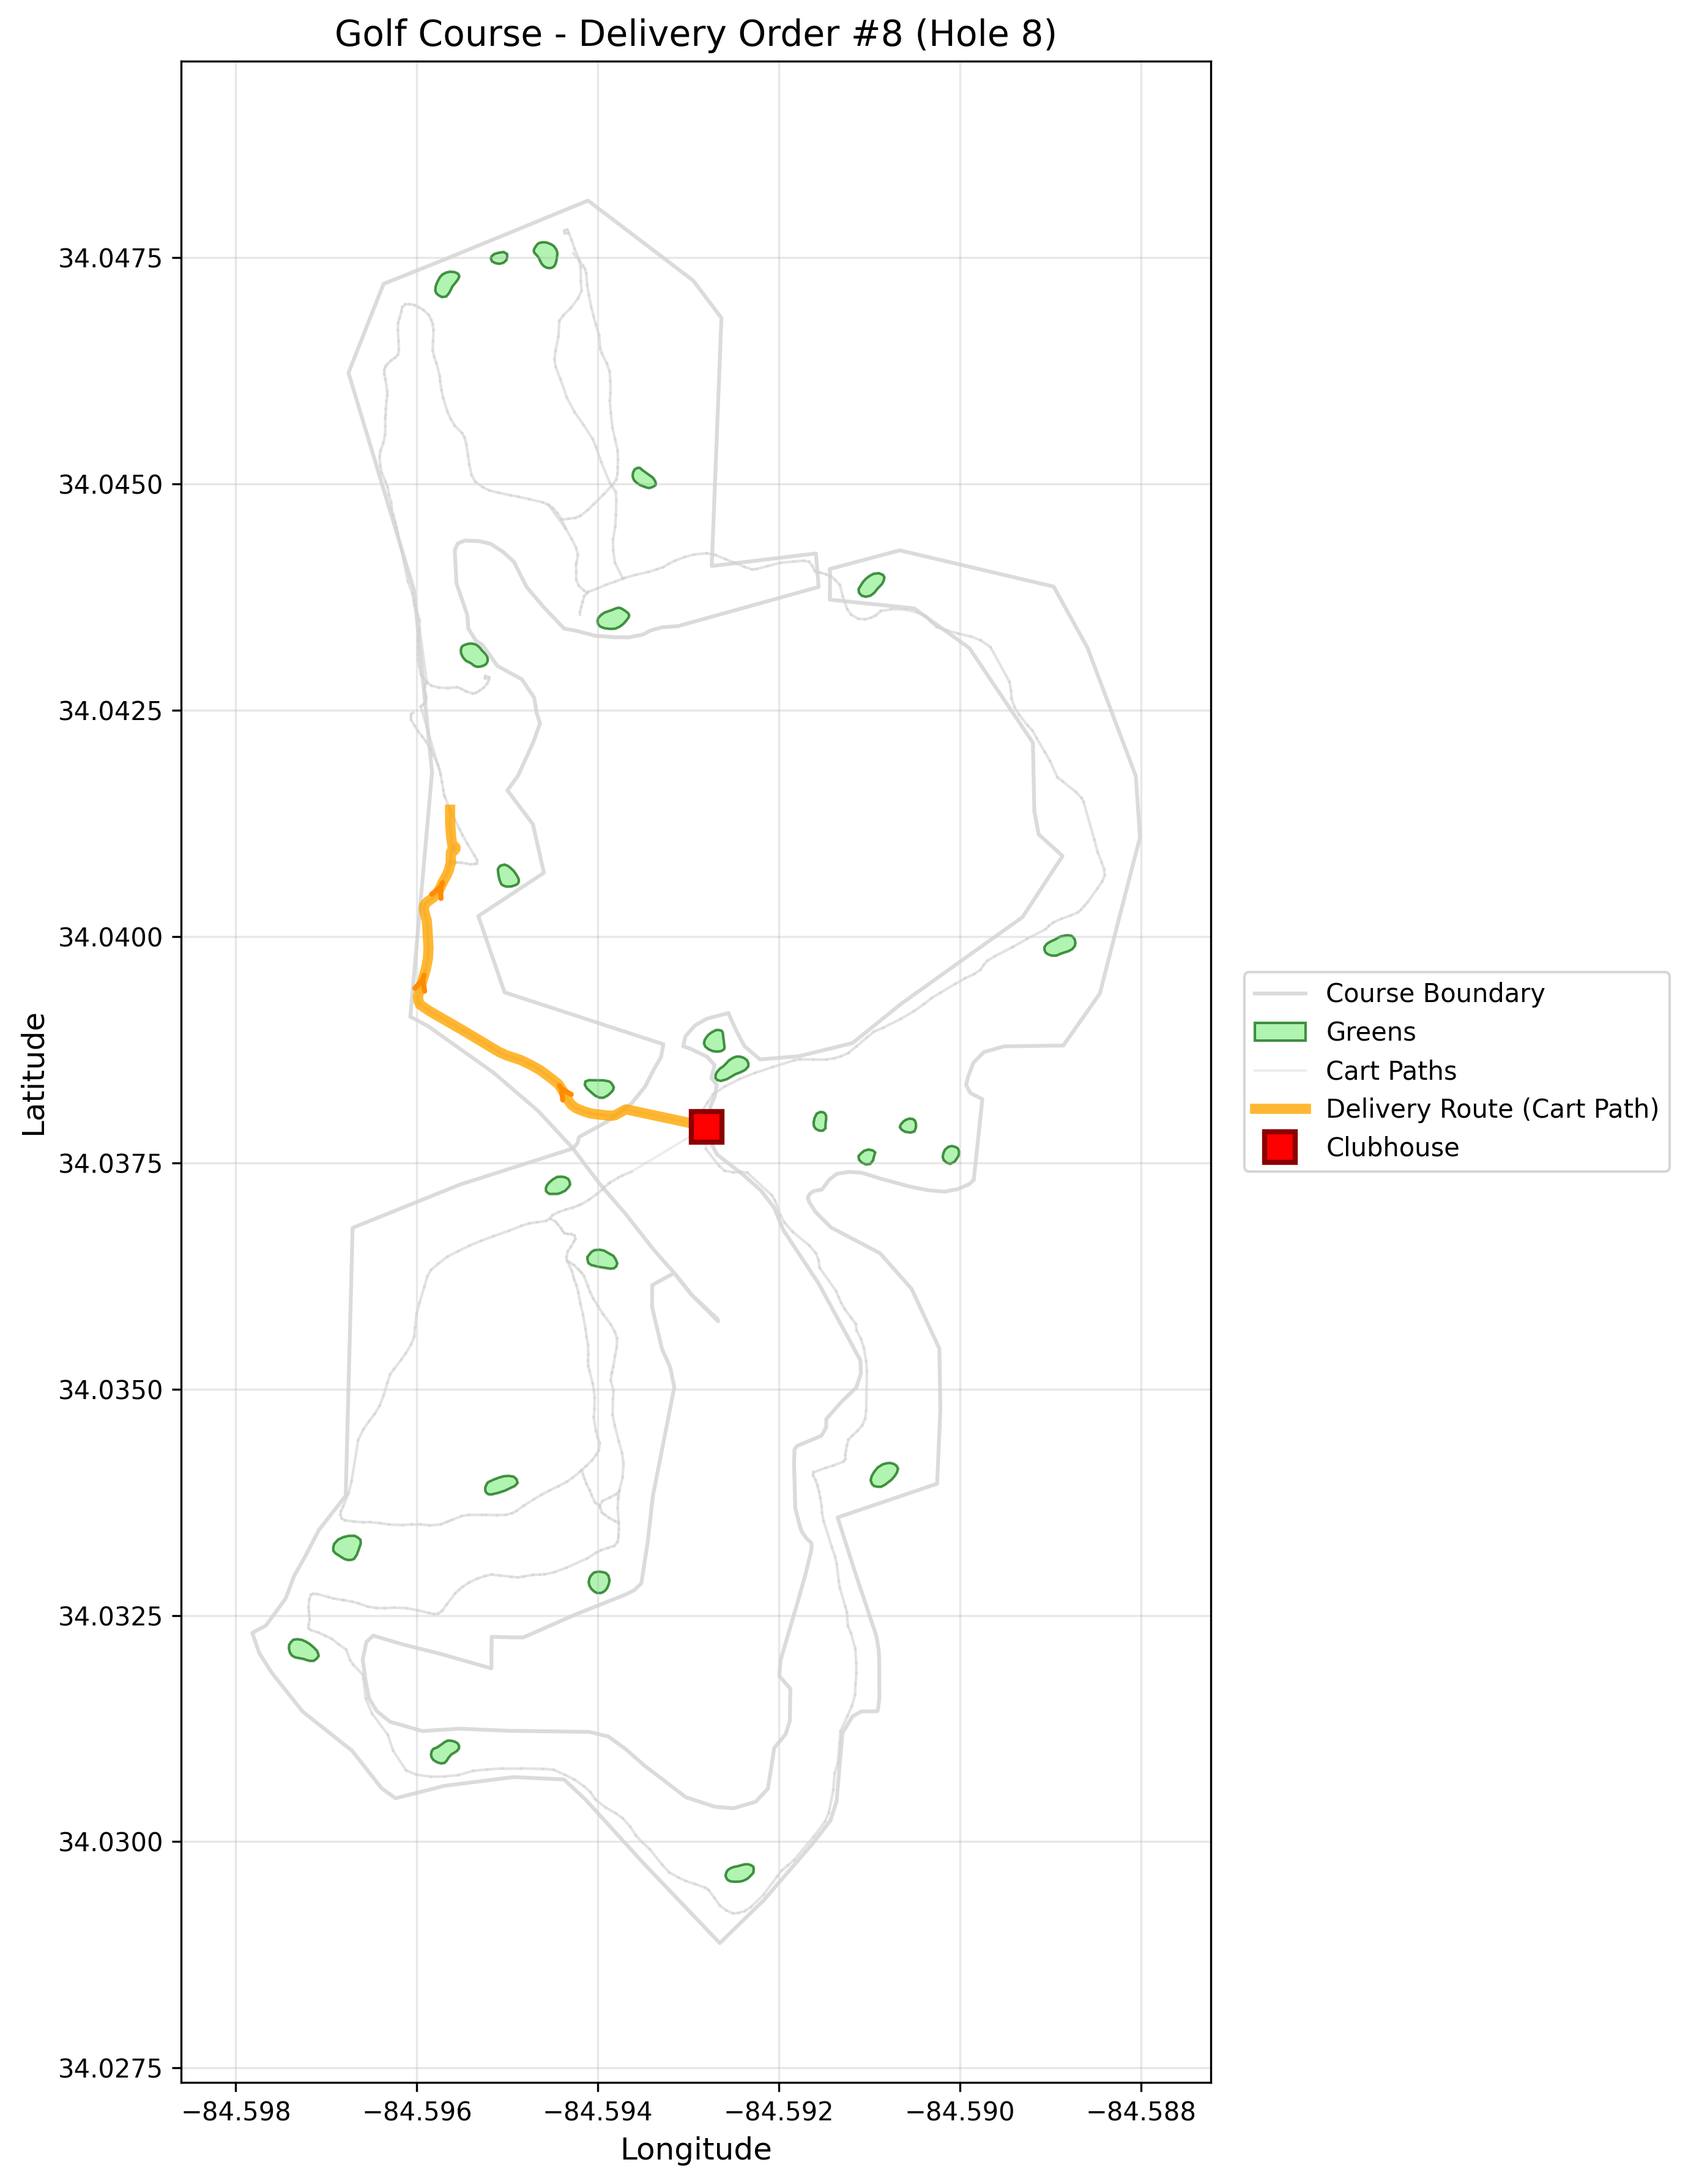 Golf Course - Delivery Order #8 (Hole 8)
34.0475
34.0450
34.0425
34.0400
34.0375
34.0350
34.0325
34.0300
34.0275
Latitude
−84.598
−84.596
−84.594
−84.592
−84.590
−84.588
Longitude
Course Boundary
Greens
Cart Paths
Delivery Route (Cart Path)
Clubhouse